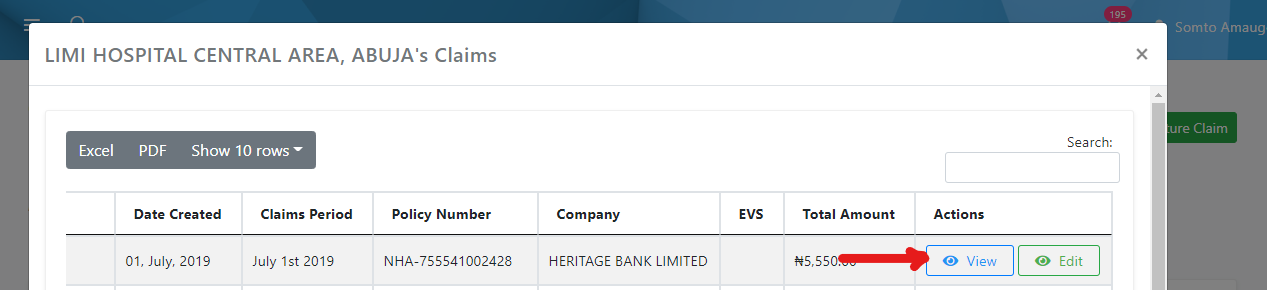 195
Somto Amaug
LIMI HOSPITAL CENTRAL AREA, ABUJA's Claims
×
ture Claim
Excel PDF Show 10 rows
Search:
Date Created Claims Period Policy Number Company EVS Total Amount Actions
01, July, 2019 July 1st 2019 NHA-755541002428 HERITAGE BANK LIMITED ₦5,550.00 View Edit